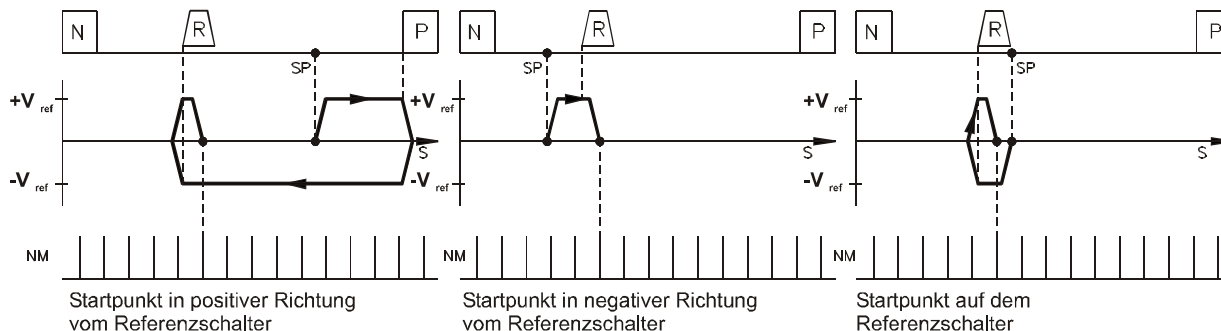 N R P
SP
+V ref
S
-V ref
NM
Startpunkt in positiver Richtung
vom Referenzschalter
N R P
SP
+V ref
S
-V ref
NM
Startpunkt in negativer Richtung
vom Referenzschalter
N R P
SP
+V ref
S
-V ref
NM
Startpunkt auf dem
Referenzschalter